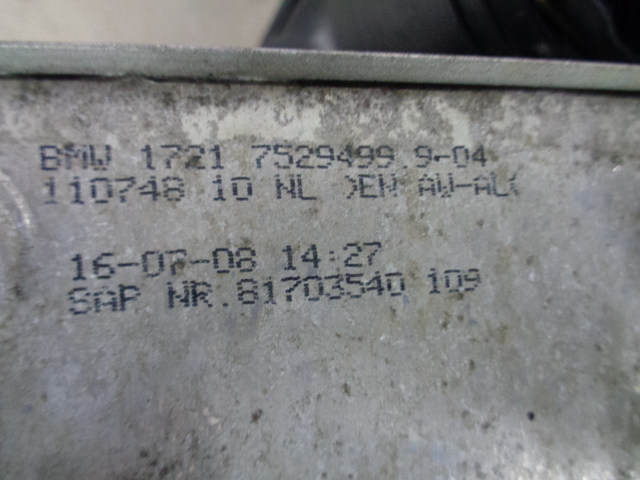 BMW 1721 7529499.9-04
110748 10 NL >EN AW-AL<
16-07-08 14:27
SAP NR.81703540 109